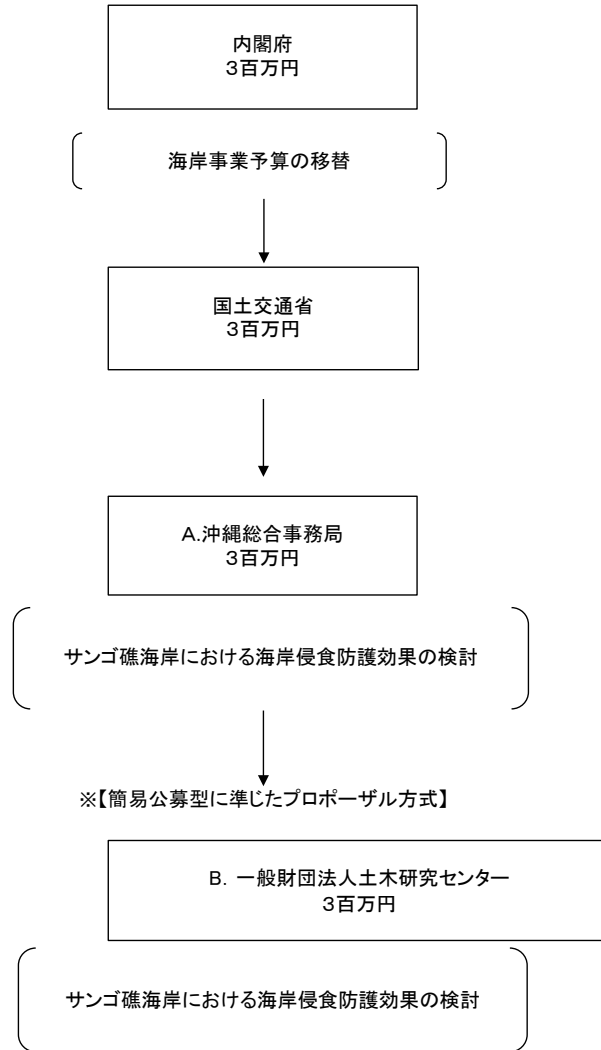 内閣府
３百万円
海岸事業予算の移替
国土交通省
３百万円
A.沖縄総合事務局
３百万円
サンゴ礁海岸における海岸侵食防護効果の検討
※【簡易公募型に準じたプロポーザル方式】
B. 一般財団法人土木研究センター
３百万円
サンゴ礁海岸における海岸侵食防護効果の検討